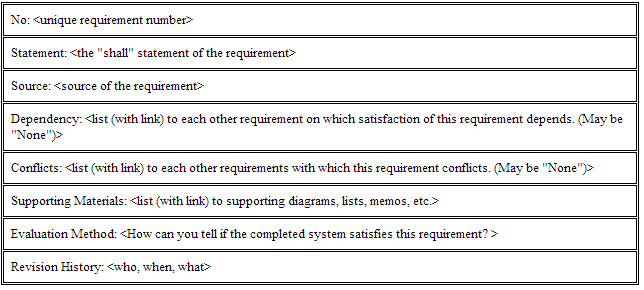 No: <unique requirement number>
Statement: <the "shall" statement of the requirement>
Source: <source of the requirement>
Dependency: <list (with link) to each other requirement on which satisfaction of this requirement depends. (May be
"None")>
Conflicts: <list (with link) to each other requirements with which this requirement conflicts. (May be "None")>
Supporting Materials: <list (with link) to supporting diagrams, lists, memos, etc.>
Evaluation Method: <How can you tell if the completed system satisfies this requirement? >
Revision History: <who, when, what>